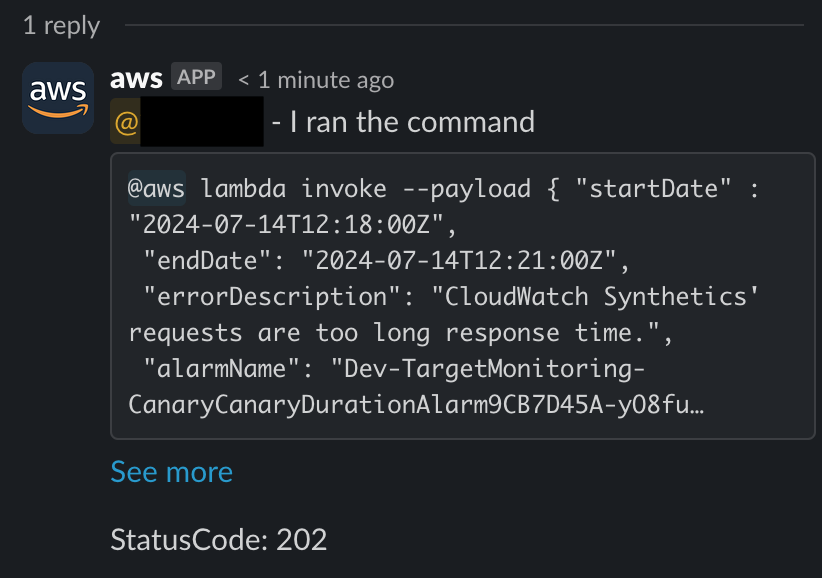 1 reply
aws
aws APP < 1 minute ago
@ - I ran the command
@aws lambda invoke --payload { "startDate" :
"2024-07-14T12:18:00Z",
"endDate": "2024-07-14T12:21:00Z",
"errorDescription": "CloudWatch Synthetics'
requests are too long response time.",
"alarmName": "Dev-TargetMonitoring-
CanaryCanaryDurationAlarm9CB7D45A-yO8fu…
See more
StatusCode: 202